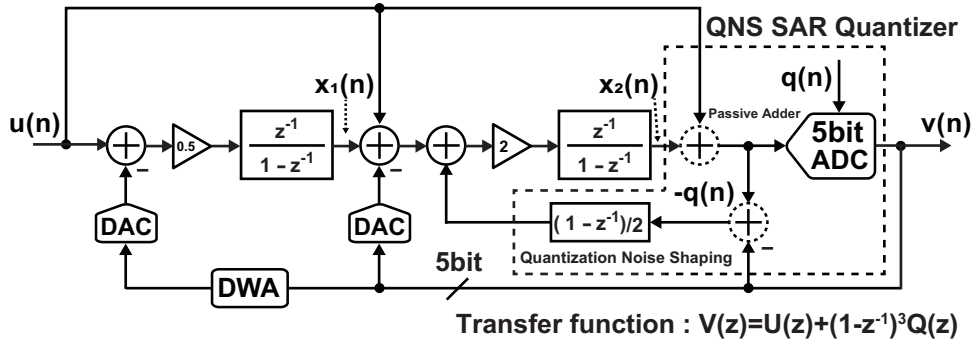 QNS SAR Quantizer
x₁(n)
x₂(n)
q(n)
u(n)
Passive Adder
v(n)
0.5
z⁻¹
1 - z⁻¹
2
z⁻¹
1 - z⁻¹
5bit
ADC
-q(n)
DAC
DAC
( 1 - z⁻¹)/2
Quantization Noise Shaping
5bit
DWA
Transfer function : V(z)=U(z)+(1-z⁻¹)³Q(z)